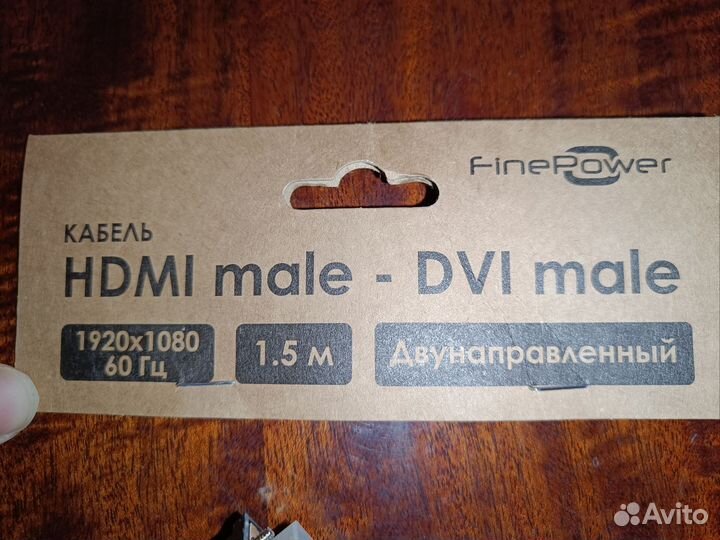 FinePower
КАБЕЛЬ
HDMI male - DVI male
1920x1080
60 Гц
1.5 м
Двунаправленный
Avito